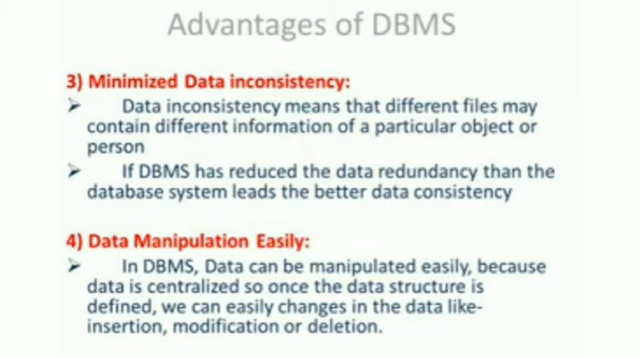 Advantages of DBMS
3) Minimized Data inconsistency:
➢ Data inconsistency means that different files may
contain different information of a particular object or
person
➢ If DBMS has reduced the data redundancy than the
database system leads the better data consistency
4) Data Manipulation Easily:
➢ In DBMS, Data can be manipulated easily, because
data is centralized so once the data structure is
defined, we can easily changes in the data like-
insertion, modification or deletion.